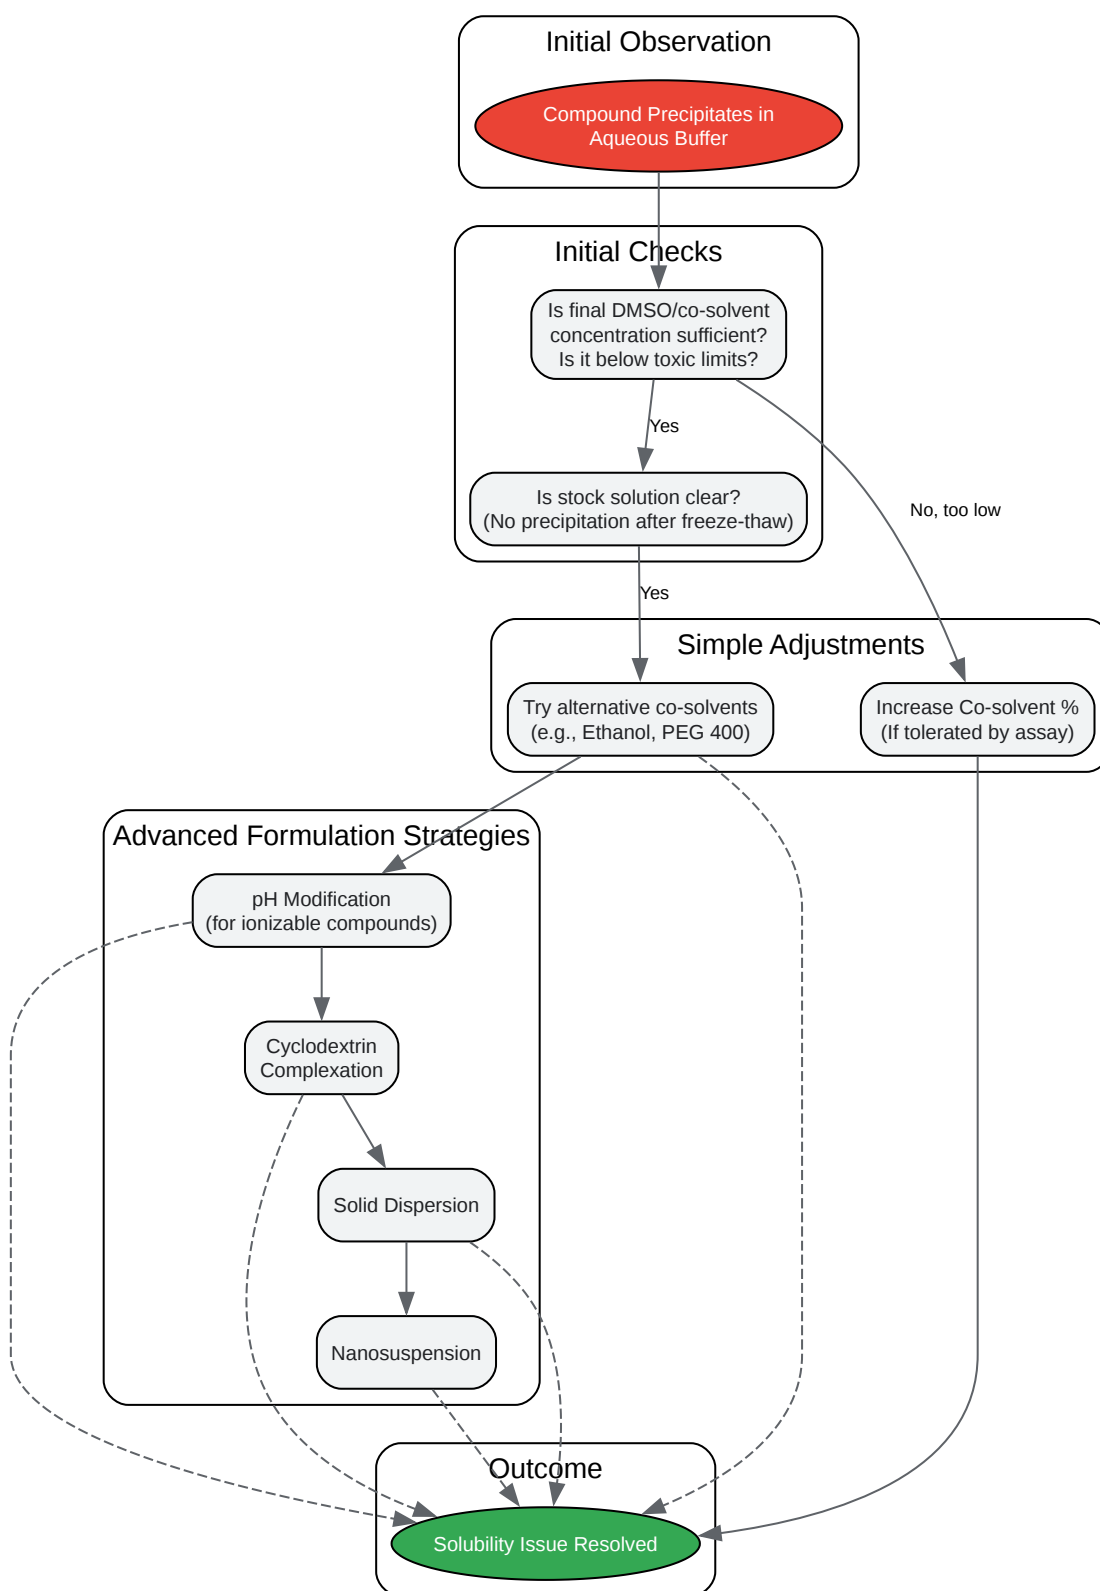 Initial Observation
Compound Precipitates in
Aqueous Buffer
Initial Checks
Is final DMSO/co-solvent
concentration sufficient?
Is it below toxic limits?
Yes
Is stock solution clear?
(No precipitation after freeze-thaw)
No, too low
Yes
Simple Adjustments
Try alternative co-solvents
(e.g., Ethanol, PEG 400)
Increase Co-solvent %
(If tolerated by assay)
Advanced Formulation Strategies
pH Modification
(for ionizable compounds)
Cyclodextrin
Complexation
Solid Dispersion
Nanosuspension
Outcome
Solubility Issue Resolved